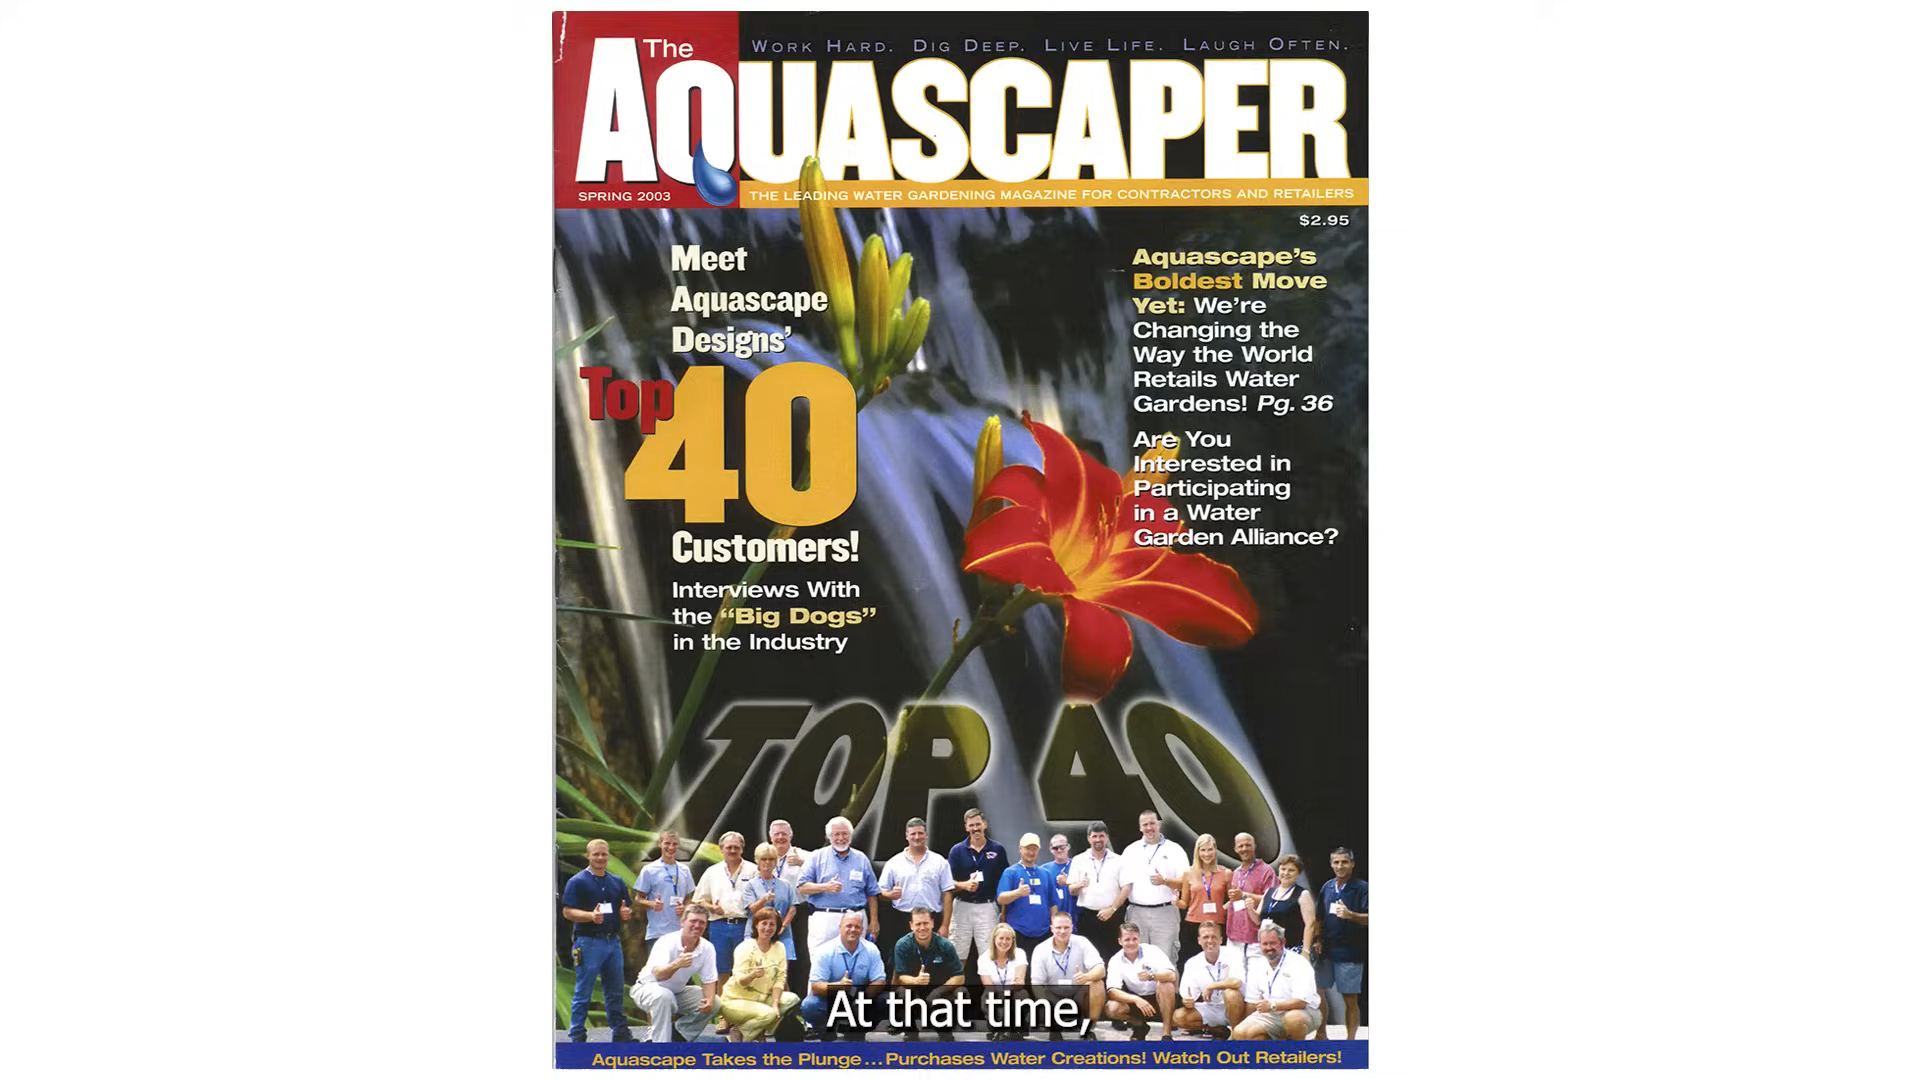 The
WORK HARD. DIG DEEP. LIVE LIFE. LAUGH OFTEN.
AQUASCAPER
SPRING 2003
THE LEADING WATER GARDENING MAGAZINE FOR CONTRACTORS AND RETAILERS
$2.95
Meet
Aquascape
Designs’
Top
40
Customers!
Interviews With
the “Big Dogs”
in the Industry
Aquascape’s
Boldest Move
Yet: We’re
Changing the
Way the World
Retails Water
Gardens! Pg. 36
Are You
Interested in
Participating
in a Water
Garden Alliance?
TOP 40
At that time,
Aquascape Takes the Plunge...Purchases Water Creations! Watch Out Retailers!